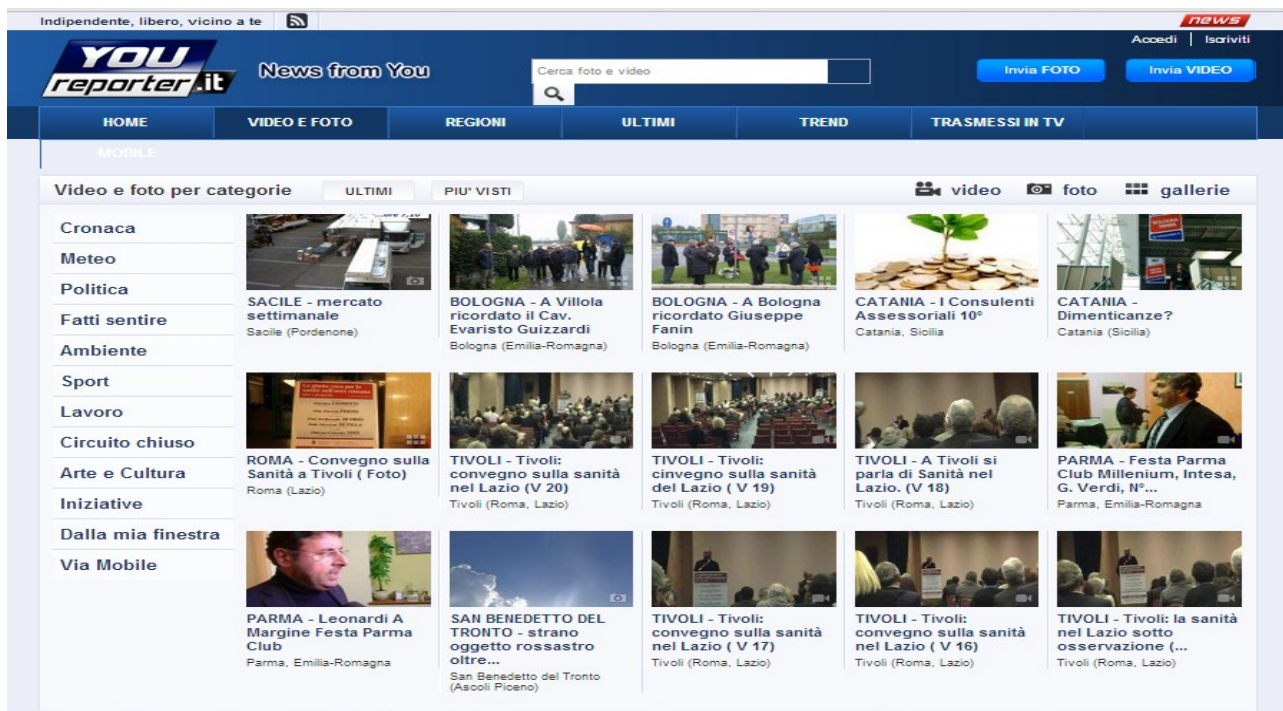 Indipendente, libero, vicino a te
news
Accedi | Iscriviti
YOU
reporter.it
News from You
Cerca foto e video
Invia FOTO
Invia VIDEO
HOME
VIDEO E FOTO
REGIONI
ULTIMI
TREND
TRASMESSI IN TV
MOBILE
Video e foto per categorie
ULTIMI
PIU' VISTI
video
foto
gallerie
Cronaca
Meteo
Politica
Fatti sentire
Ambiente
Sport
Lavoro
Circuito chiuso
Arte e Cultura
Iniziative
Dalla mia finestra
Via Mobile
SACILE - mercato
settimanale
Sacile (Pordenone)
BOLOGNA - A Villola
ricordato il Cav.
Evaristo Guizzardi
Bologna (Emilia-Romagna)
BOLOGNA - A Bologna
ricordato Giuseppe
Fanin
Bologna (Emilia-Romagna)
CATANIA - I Consulenti
Assessoriali 10°
Catania, Sicilia
CATANIA -
Dimenticanze?
Catania (Sicilia)
ROMA - Convegno sulla
Sanità a Tivoli ( Foto)
Roma (Lazio)
TIVOLI - Tivoli:
convegno sulla sanità
nel Lazio (V 20)
Tivoli (Roma, Lazio)
TIVOLI - Tivoli:
cinvegno sulla sanità
del Lazio ( V 19)
Tivoli (Roma, Lazio)
TIVOLI - A Tivoli si
parla di Sanità nel
Lazio. (V 18)
Tivoli (Roma, Lazio)
PARMA - Festa Parma
Club Millenium, Intesa,
G. Verdi, N°...
Parma, Emilia-Romagna
PARMA - Leonardi A
Margine Festa Parma
Club
Parma, Emilia-Romagna
SAN BENEDETTO DEL
TRONTO - strano
oggetto rossastro
oltre...
San Benedetto del Tronto
(Ascoli Piceno)
TIVOLI - Tivoli:
convegno sulla sanità
nel Lazio ( V 17)
Tivoli (Roma, Lazio)
TIVOLI - Tivoli:
convegno sulla sanità
nel Lazio ( V 16)
Tivoli (Roma, Lazio)
TIVOLI - Tivoli: la sanità
nel Lazio sotto
osservazione (...
Tivoli (Roma, Lazio)